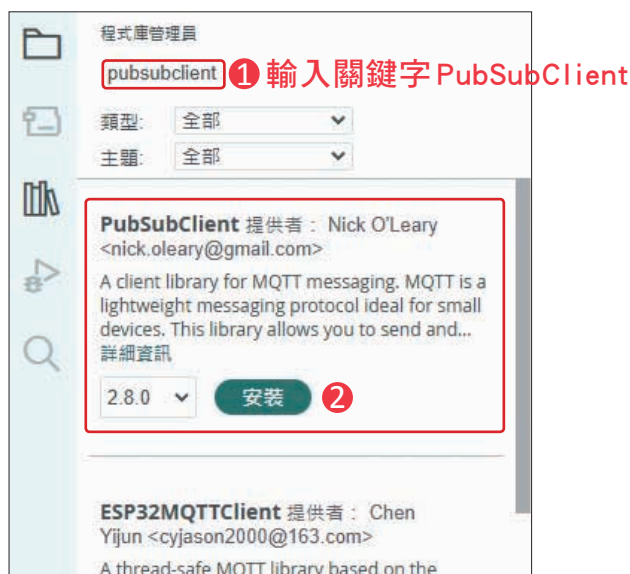 程式庫管理員
pubsubclient ❶ 輸入關鍵字 PubSubClient
類型: 全部
主題: 全部
PubSubClient 提供者： Nick O'Leary
<nick.oleary@gmail.com>
A client library for MQTT messaging. MQTT is a
lightweight messaging protocol ideal for small
devices. This library allows you to send and...
詳細資訊
2.8.0 安裝 ❷
ESP32MQTTClient 提供者： Chen
Yijun <cyjason2000@163.com>
A thread-safe MQTT library based on the